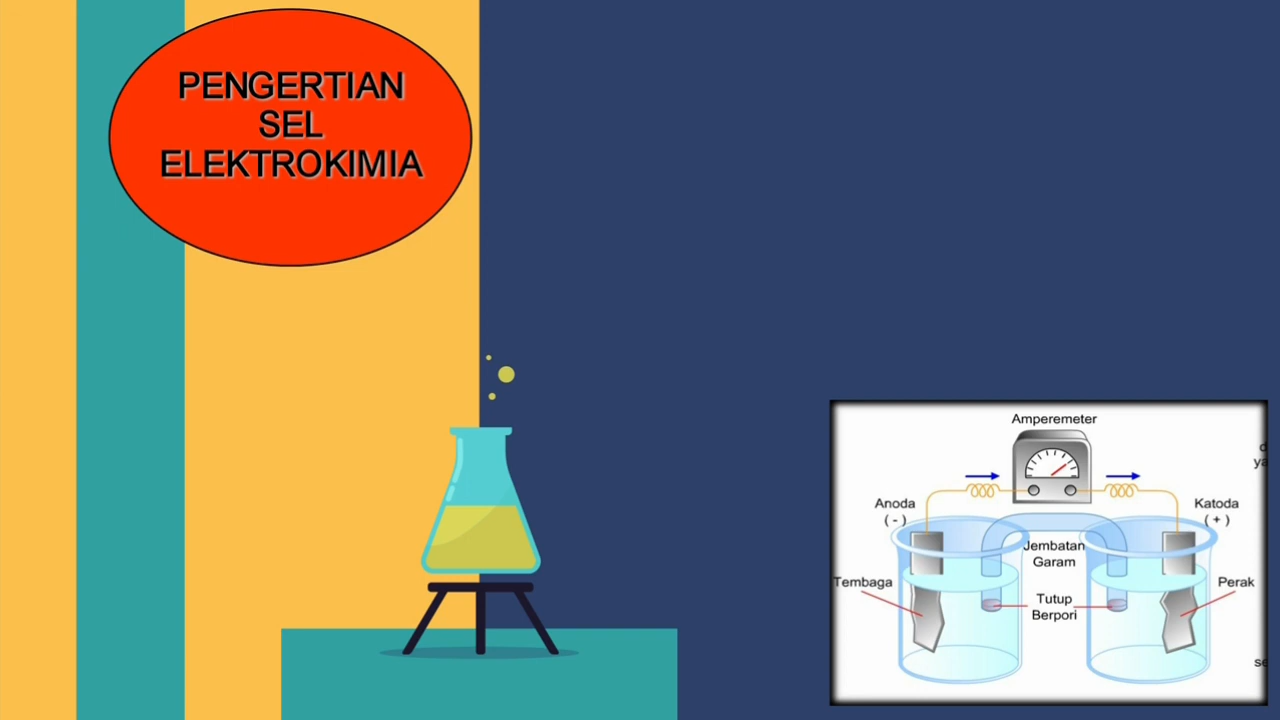 PENGERTIAN
SEL
ELEKTROKIMIA
Amperemeter
Anoda
( - )
Katoda
( + )
Jembatan
Garam
Tembaga
Perak
Tutup
Berpori